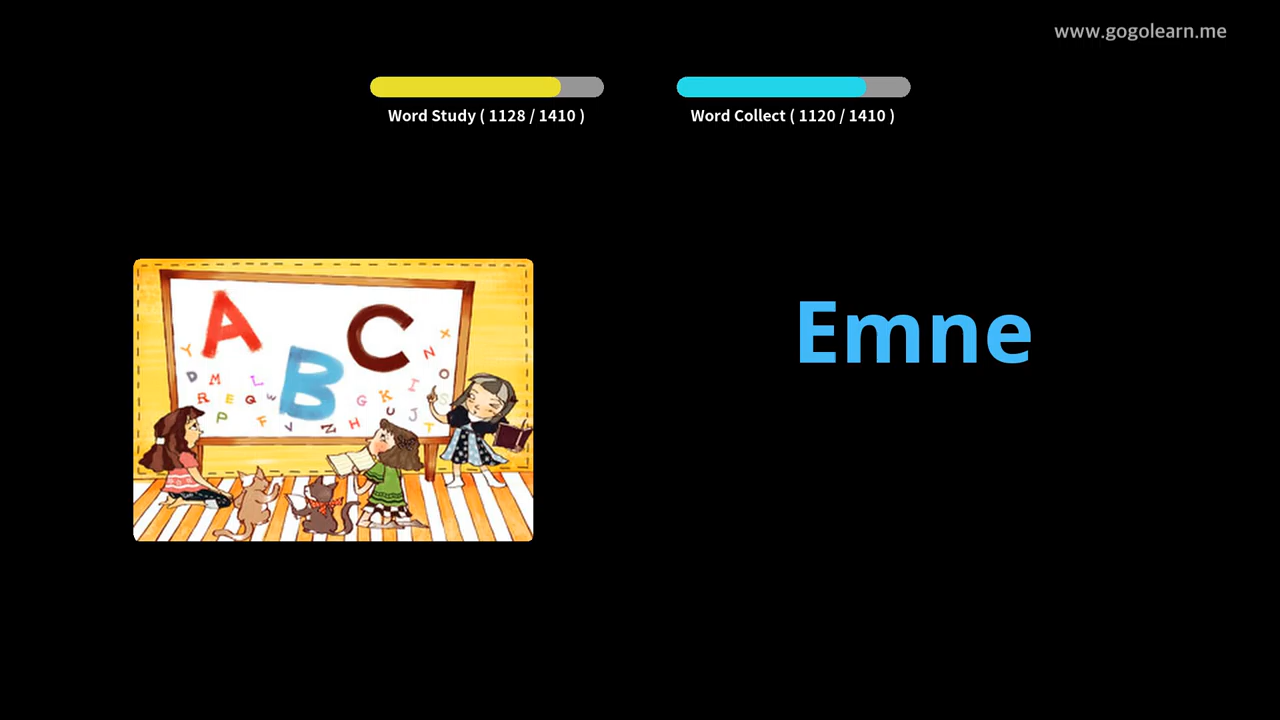 www.gogolearn.me
Word Study ( 1128 / 1410 )
Word Collect ( 1120 / 1410 )
Emne
A
B
C
Y
X
N
D
M
L
O
R
E
Q
W
G
K
I
S
P
F
V
Z
H
U
J
T